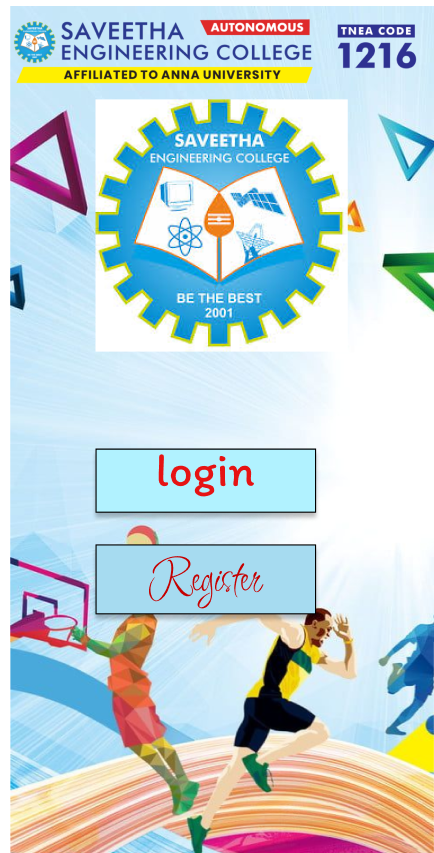 SAVEETHA AUTONOMOUS
ENGINEERING COLLEGE
AFFILIATED TO ANNA UNIVERSITY
TNEA CODE
1216
SAVEETHA
ENGINEERING COLLEGE
BE THE BEST
2001
login
Register